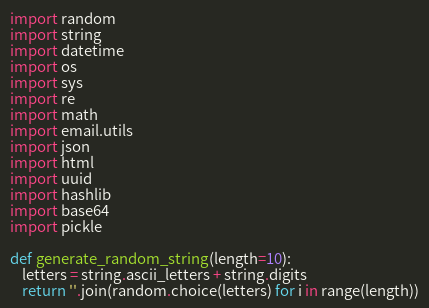 import random
import string
import datetime
import os
import sys
import re
import math
import email.utils
import json
import html
import uuid
import hashlib
import base64
import pickle

def generate_random_string(length=10):
    letters = string.ascii_letters + string.digits
    return ''.join(random.choice(letters) for i in range(length))